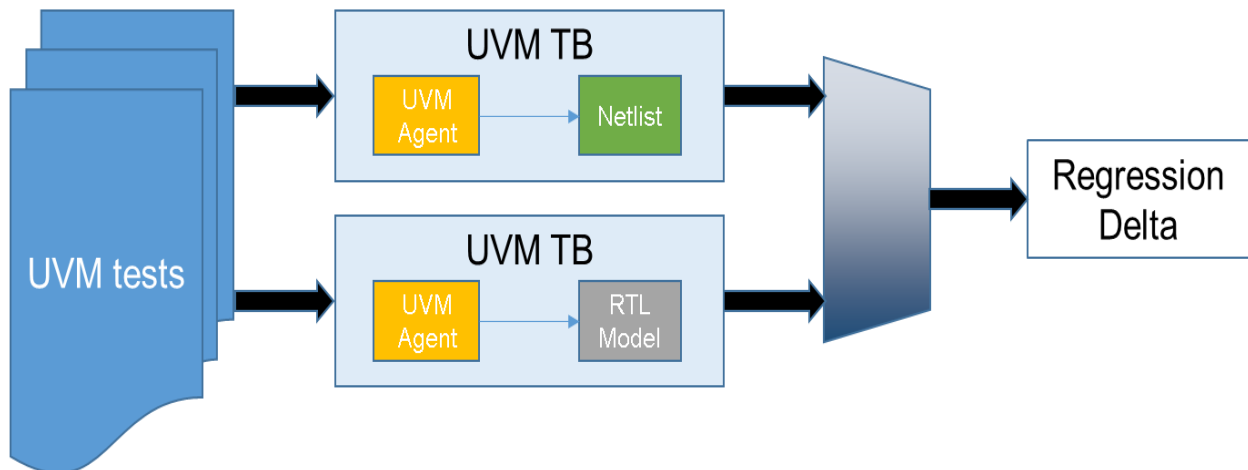 UVM tests
UVM TB
UVM
Agent
Netlist
UVM TB
UVM
Agent
RTL
Model
Regression
Delta